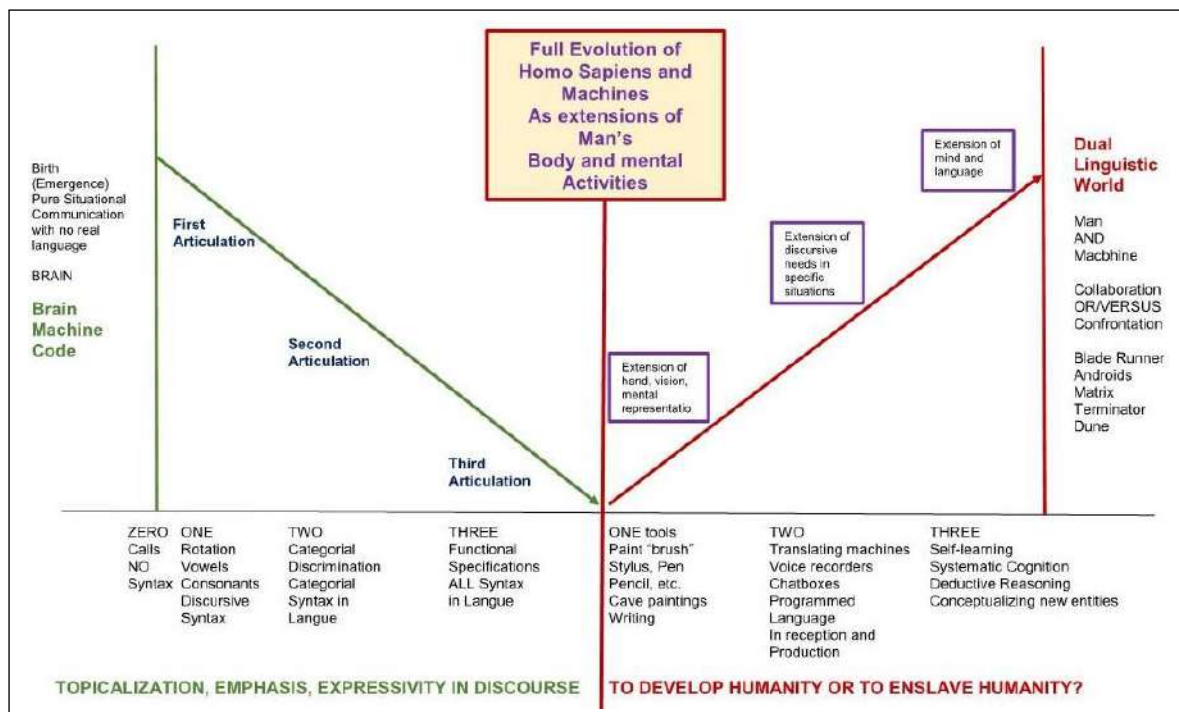 Full Evolution of
Homo Sapiens and
Machines
As extensions of
Man's
Body and mental
Activities
Birth
(Emergence)
Pure Situational
Communication
with no real
language
BRAIN
Brain
Machine
Code
First
Articulation
Second
Articulation
Third
Articulation
Extension of
hand, vision,
mental
representatio
Extension of
discursive
needs in
specific
situations
Extension of
mind and
language
Dual
Linguistic
World
Man
AND
Macbhine
Collaboration
OR/VERSUS
Confrontation
Blade Runner
Androids
Matrix
Terminator
Dune
ZERO
Calls
NO
Syntax
ONE
Rotation
Vowels
Consonants
Discursive
Syntax
TWO
Categorial
Discrimination
Categorial
Syntax in
Langue
THREE
Functional
Specifications
ALL Syntax
in Langue
ONE tools
Paint "brush"
Stylus, Pen
Pencil, etc.
Cave paintings
Writing
TWO
Translating machines
Voice recorders
Chatboxes
Programmed
Language
In reception and
Production
THREE
Self-learning
Systematic Cognition
Deductive Reasoning
Conceptualizing new entities
TOPICALIZATION, EMPHASIS, EXPRESSIVITY IN DISCOURSE
TO DEVELOP HUMANITY OR TO ENSLAVE HUMANITY?